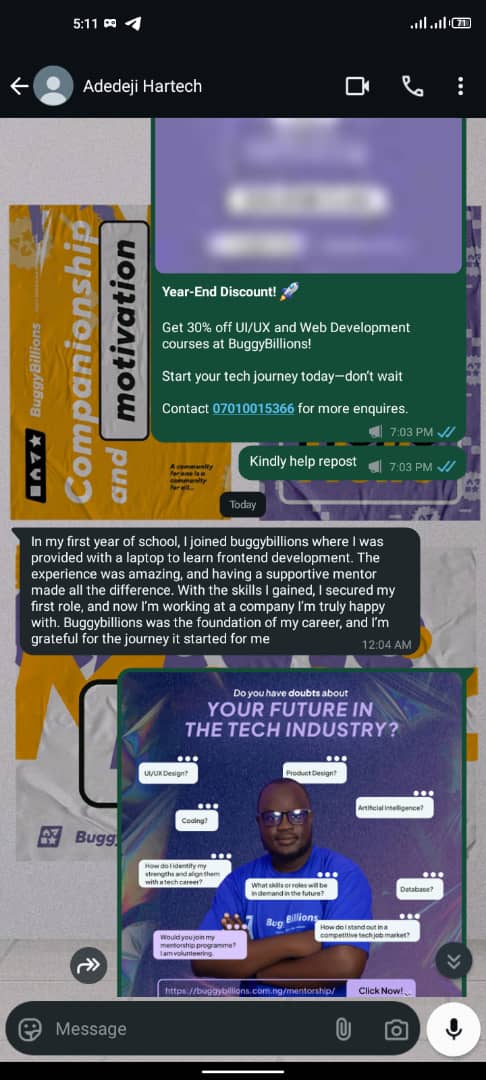 5:11
71
Adedeji Hartech
Companionship
and
motivation
BuggyBillions
A community
for one is a
community
for all...
Year-End Discount! 🚀
Get 30% off UI/UX and Web Development
courses at BuggyBillions!
Start your tech journey today—don't wait
Contact 07010015366 for more enquires.
7:03 PM
Kindly help repost
7:03 PM
Today
In my first year of school, I joined buggybillions where I was
provided with a laptop to learn frontend development. The
experience was amazing, and having a supportive mentor
made all the difference. With the skills I gained, I secured my
first role, and now I'm working at a company I'm truly happy
with. Buggybillions was the foundation of my career, and I'm
grateful for the journey it started for me
12:04 AM
Bugg
Do you have doubts about
YOUR FUTURE IN
THE TECH INDUSTRY?
UI/UX Design?
Product Design?
Artificial Intelligence?
Coding?
How do I identify my
strengths and align them
with a tech career?
What skills or roles will be
in demand in the future?
Database?
Bug Billions
How do I stand out in a
competitive tech job market?
Would you join my
mentorship programme?
I am volunteering.
https://buggybillions.com.ng/mentorship/
Click Now!
Message